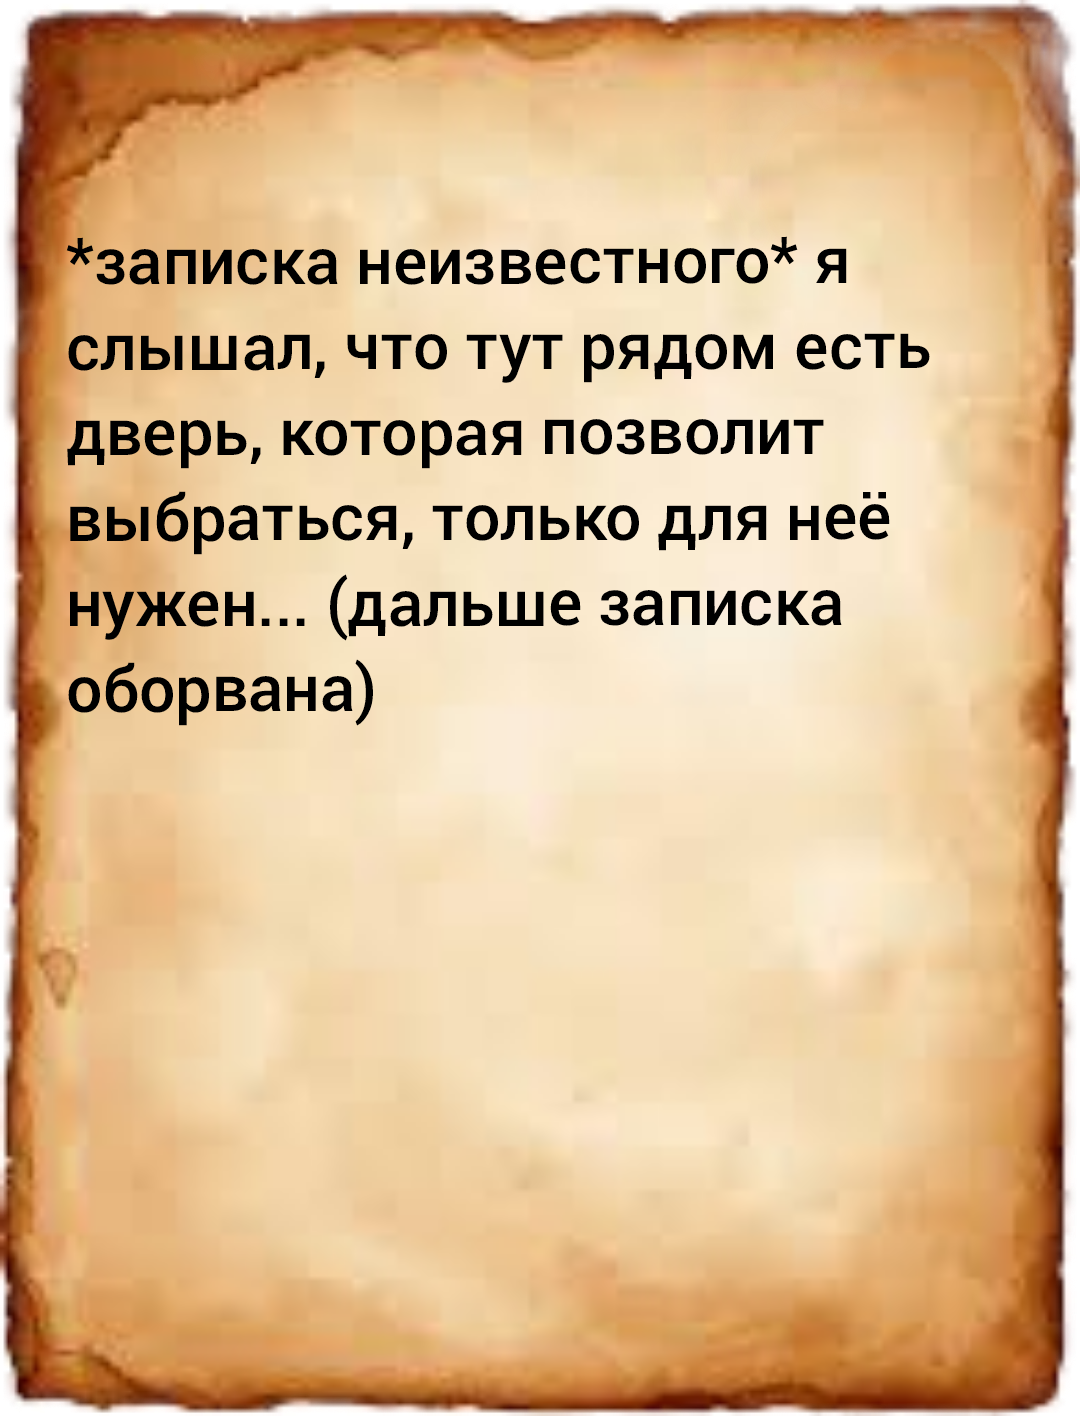 *записка неизвестного* я
слышал, что тут рядом есть
дверь, которая позволит
выбраться, только для неё
нужен... (дальше записка
оборвана)